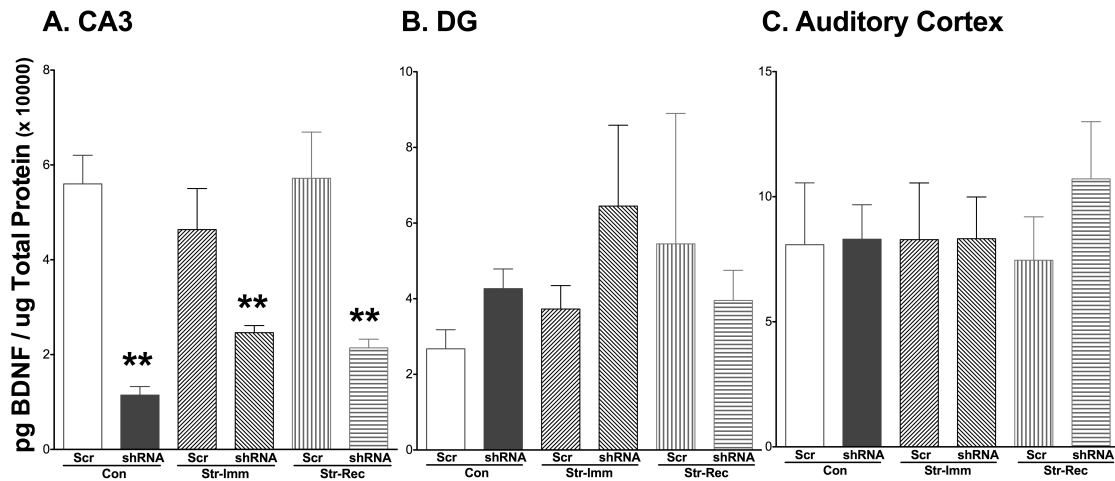 A. CA3
B. DG
C. Auditory Cortex
pg BDNF / ug Total Protein (x 10000)
8
6
4
2
0
**
**
**
Scr shRNA Scr shRNA Scr shRNA
Con Str-Imm Str-Rec
10
8
6
4
2
0
Scr shRNA Scr shRNA Scr shRNA
Con Str-Imm Str-Rec
15
10
5
0
Scr shRNA Scr shRNA Scr shRNA
Con Str-Imm Str-Rec